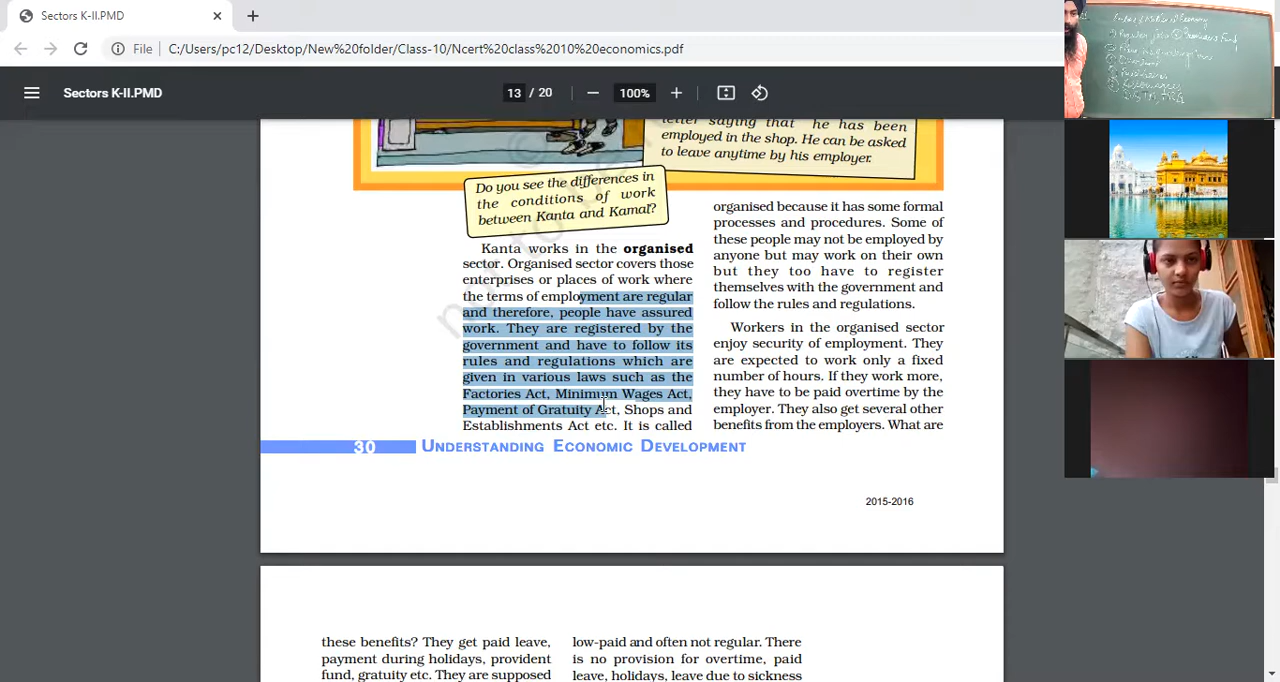 Sectors K-II.PMD
File
C:/Users/pc12/Desktop/New%20folder/Class-10/Ncert%20class%2010%20economics.pdf
Sectors K-II.PMD
13 / 20
100%
letter saying that he has been
employed in the shop. He can be asked
to leave anytime by his employer.
Do you see the differences in
the conditions of work
between Kanta and Kamal?
Kanta works in the organised
sector. Organised sector covers those
enterprises or places of work where
the terms of employment are regular
and therefore, people have assured
work. They are registered by the
government and have to follow its
rules and regulations which are
given in various laws such as the
Factories Act, Minimum Wages Act,
Payment of Gratuity Act, Shops and
Establishments Act etc. It is called
organised because it has some formal
processes and procedures. Some of
these people may not be employed by
anyone but may work on their own
but they too have to register
themselves with the government and
follow the rules and regulations.
Workers in the organised sector
enjoy security of employment. They
are expected to work only a fixed
number of hours. If they work more,
they have to be paid overtime by the
employer. They also get several other
benefits from the employers. What are
30 UNDERSTANDING ECONOMIC DEVELOPMENT
2015-2016
these benefits? They get paid leave,
payment during holidays, provident
fund, gratuity etc. They are supposed
low-paid and often not regular. There
is no provision for overtime, paid
leave, holidays, leave due to sickness